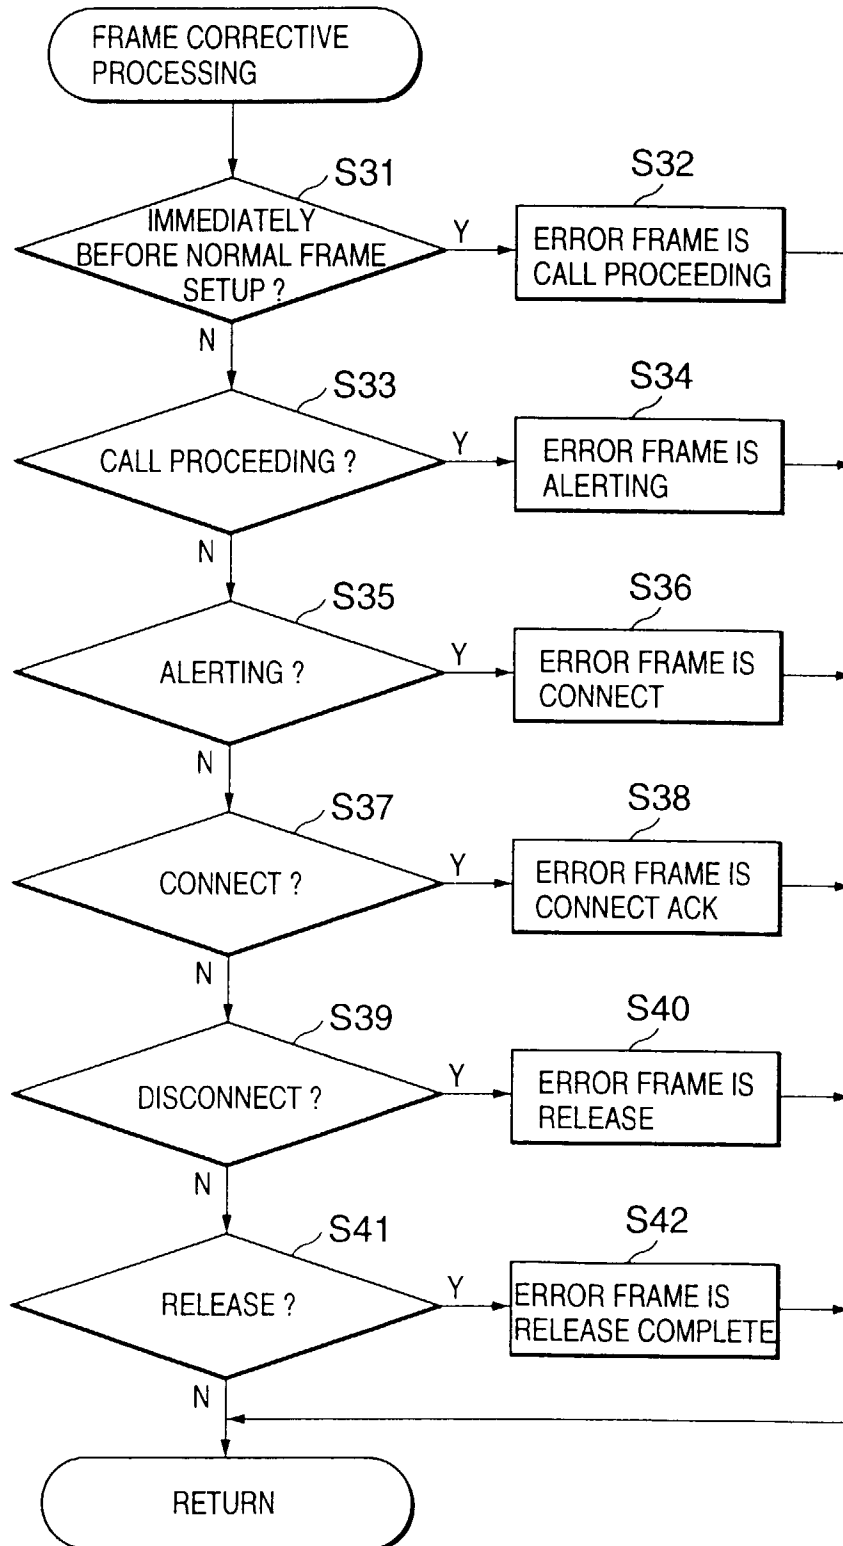 FRAME CORRECTIVE
PROCESSING
S31
IMMEDIATELY
BEFORE NORMAL FRAME
SETUP ?
Y
S32
ERROR FRAME IS
CALL PROCEEDING
N
S33
CALL PROCEEDING ?
Y
S34
ERROR FRAME IS
ALERTING
N
S35
ALERTING ?
Y
S36
ERROR FRAME IS
CONNECT
N
S37
CONNECT ?
Y
S38
ERROR FRAME IS
CONNECT ACK
N
S39
DISCONNECT ?
Y
S40
ERROR FRAME IS
RELEASE
N
S41
RELEASE ?
Y
S42
ERROR FRAME IS
RELEASE COMPLETE
N
RETURN